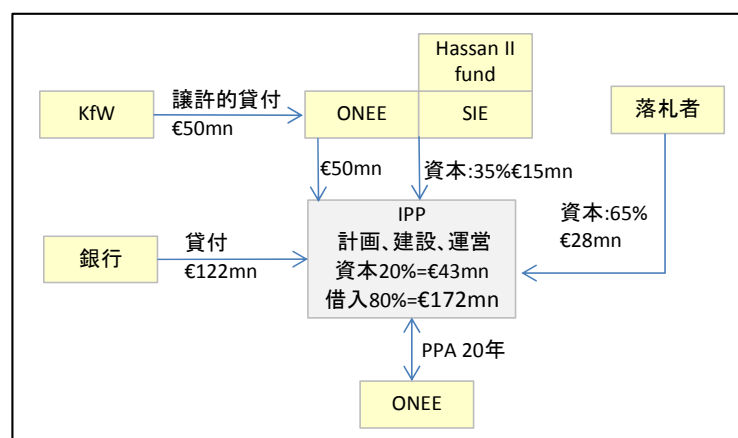 Hassan II
fund
KfW
譲許的貸付
€50mn
ONEE
SIE
落札者
€50mn
資本:35%€15mn
資本:65%
€28mn
銀行
貸付
€122mn
IPP
計画、建設、運営
資本20%=€43mn
借入80%=€172mn
PPA 20年
ONEE